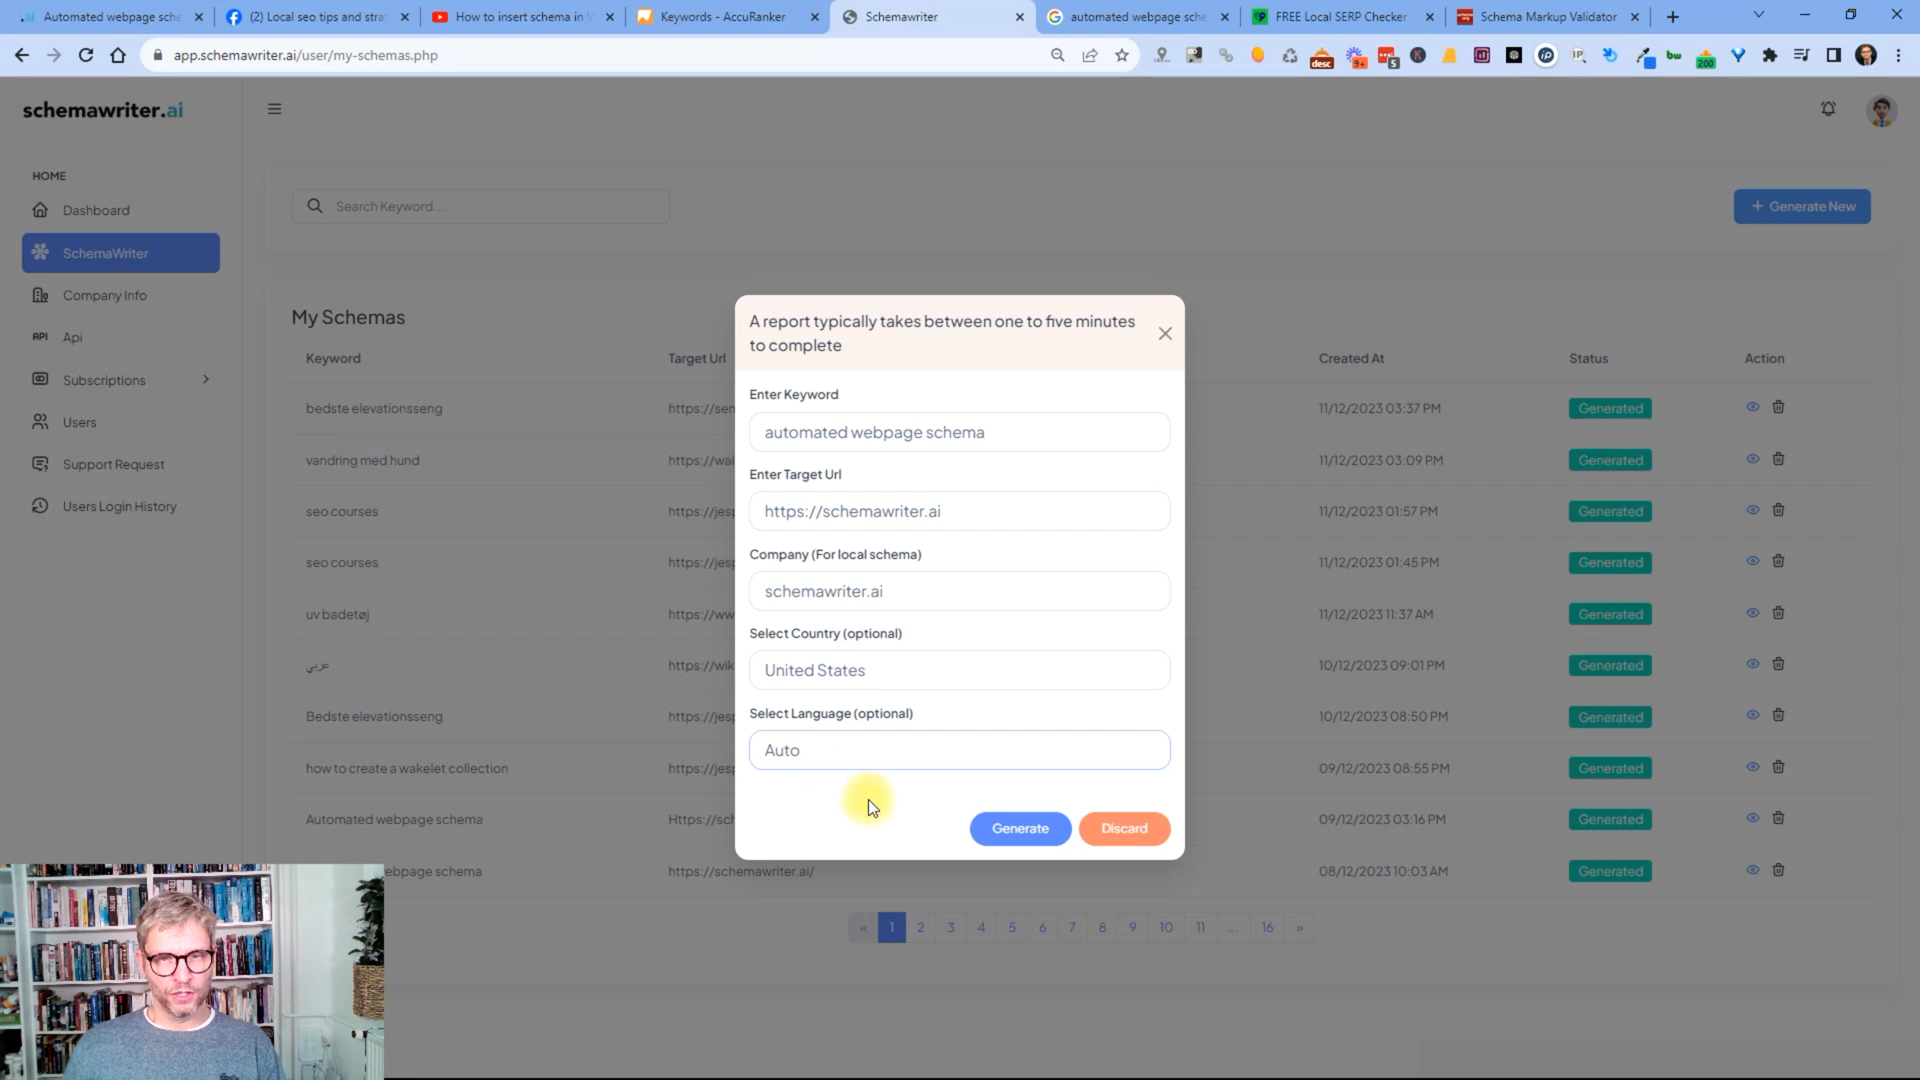 Automated webpage sche
(2) Local seo tips and stra
How to insert schema in
Keywords - AccuRanker
Schemawriter
automated webpage sche
FREE Local SERP Checker
Schema Markup Validator
app.schemawriter.ai/user/my-schemas.php
desc
9+
5
200
schemawriter.ai
HOME
Dashboard
SchemaWriter
Company Info
API Api
Subscriptions
Users
Support Request
Users Login History
Search Keyword...
+ Generate New
My Schemas
Keyword Target Url Created At Status Action
bedste elevationsseng https://sen 11/12/2023 03:37 PM Generated
vandring med hund https://wai 11/12/2023 03:09 PM Generated
seo courses https://jesp 11/12/2023 01:57 PM Generated
seo courses https://jesp 11/12/2023 01:45 PM Generated
uv badetøj https://ww 11/12/2023 11:37 AM Generated
عربي https://wik 10/12/2023 09:01 PM Generated
Bedste elevationsseng https://jesp 10/12/2023 08:50 PM Generated
how to create a wakelet collection https://jesp 09/12/2023 08:55 PM Generated
Automated webpage schema Https://sch 09/12/2023 03:16 PM Generated
ebpage schema https://schemawriter.ai/ 08/12/2023 10:03 AM Generated
« 1 2 3 4 5 6 7 8 9 10 11 ... 16 »
A report typically takes between one to five minutes
to complete
Enter Keyword
automated webpage schema
Enter Target Url
https://schemawriter.ai
Company (For local schema)
schemawriter.ai
Select Country (optional)
United States
Select Language (optional)
Auto
Generate Discard